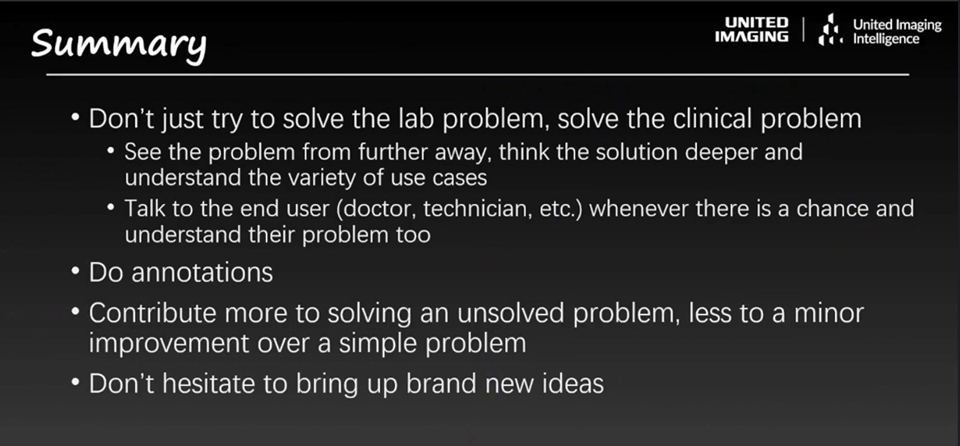 Summary
UNITED
IMAGING
United Imaging
Intelligence
• Don't just try to solve the lab problem, solve the clinical problem
• See the problem from further away, think the solution deeper and
understand the variety of use cases
• Talk to the end user (doctor, technician, etc.) whenever there is a chance and
understand their problem too
• Do annotations
• Contribute more to solving an unsolved problem, less to a minor
improvement over a simple problem
• Don't hesitate to bring up brand new ideas